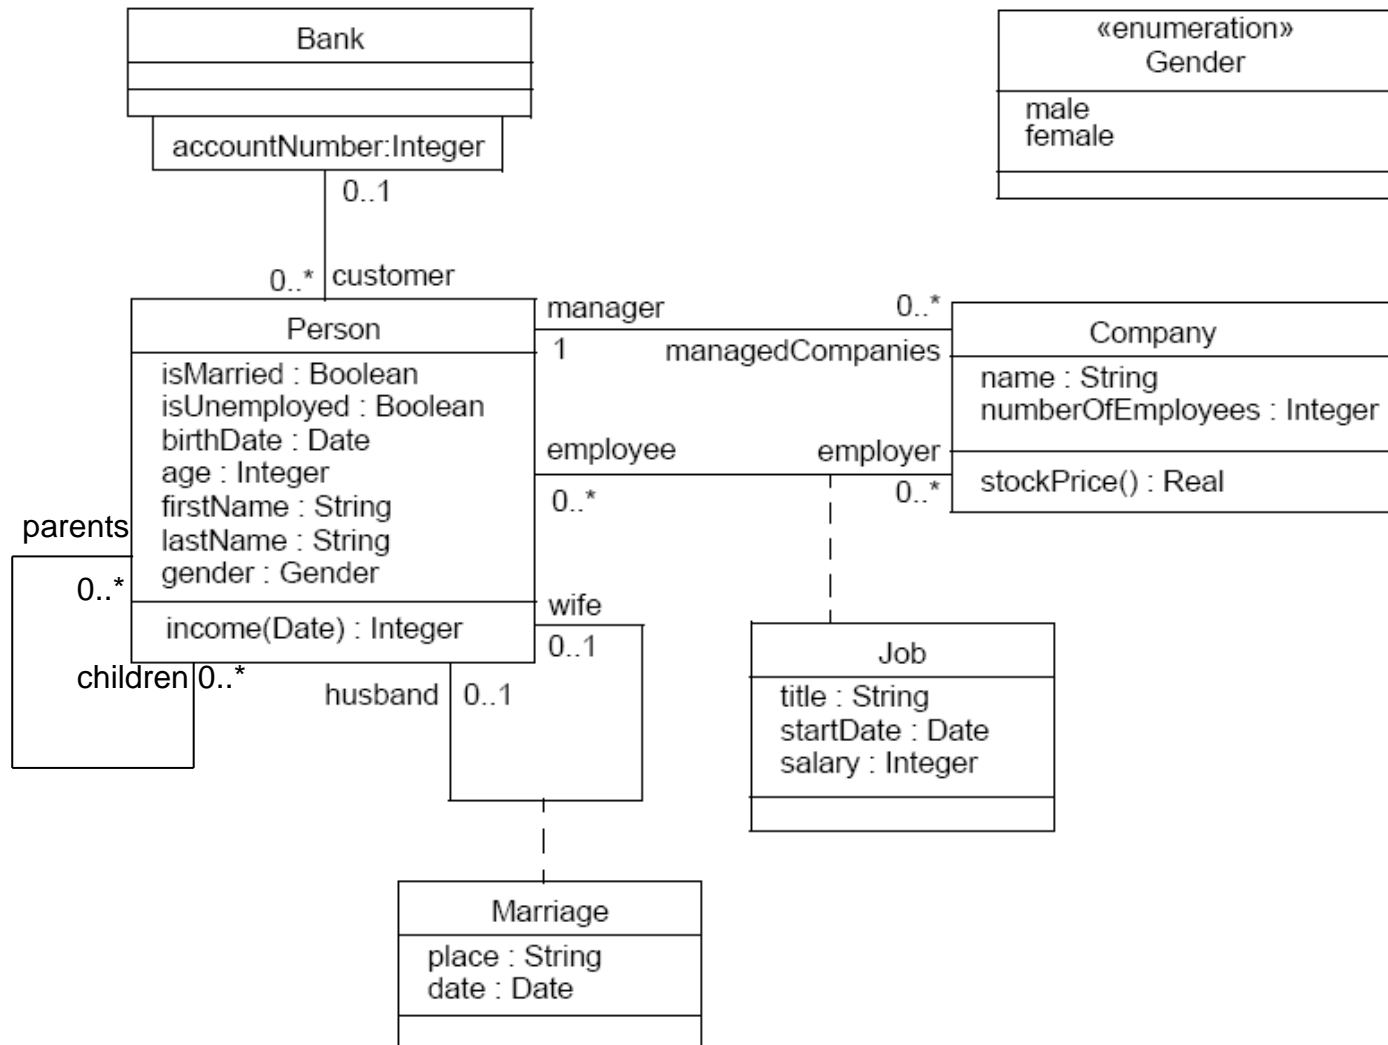 Bank
accountNumber:Integer
0..1
0..* customer
«enumeration»
Gender
male
female
Person
isMarried : Boolean
isUnemployed : Boolean
birthDate : Date
age : Integer
firstName : String
lastName : String
gender : Gender
income(Date) : Integer
manager
1
0..*
managedCompanies
employee
0..*
employer
0..*
Company
name : String
numberOfEmployees : Integer
stockPrice() : Real
parents
0..*
children 0..*
wife
0..1
husband 0..1
Job
title : String
startDate : Date
salary : Integer
Marriage
place : String
date : Date